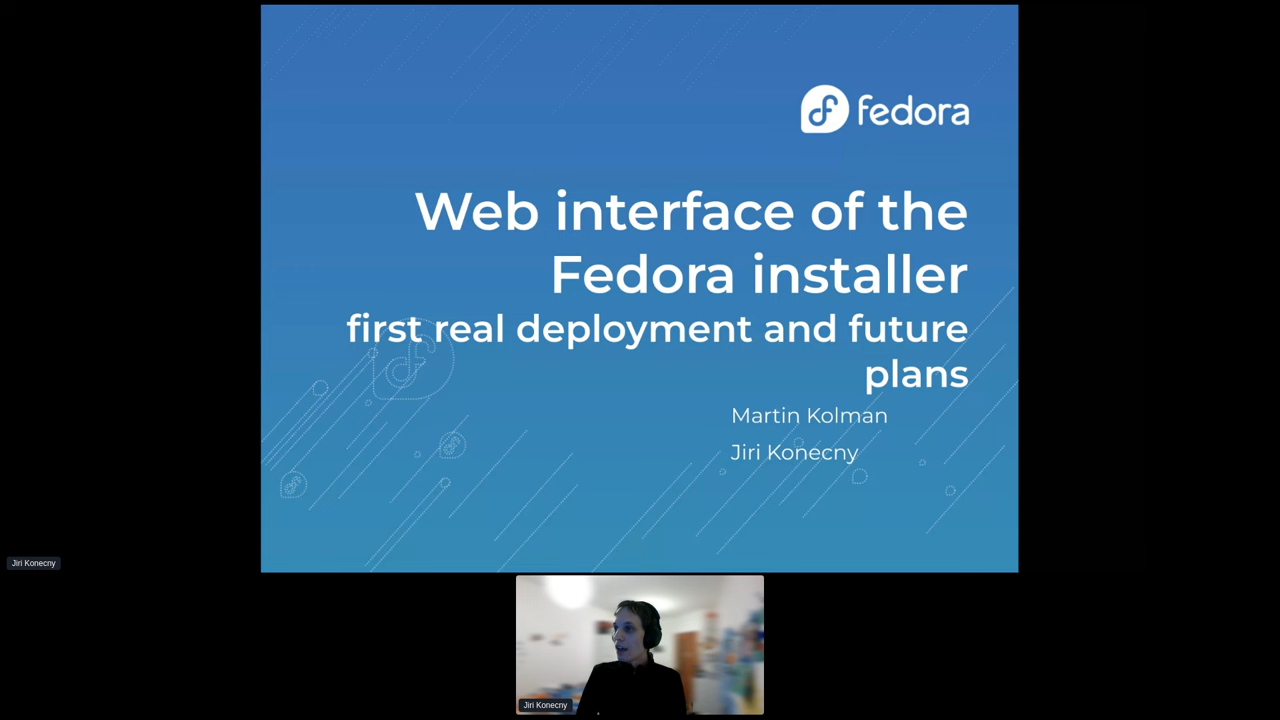 fedora
Web interface of the
Fedora installer
first real deployment and future
plans
Martin Kolman
Jiri Konecny
Jiri Konecny
Jiri Konecny